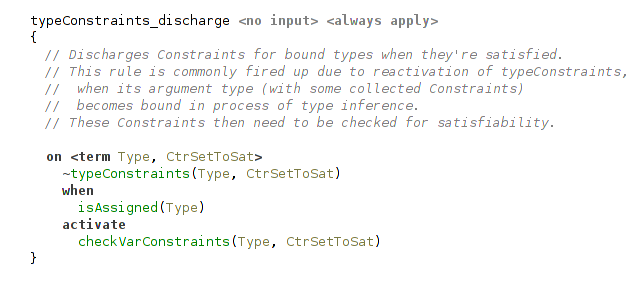 typeConstraints_discharge <no input> <always apply>
{
// Discharges Constraints for bound types when they're satisfied.
// This rule is commonly fired up due to reactivation of typeConstraints,
//  when its argument type (with some collected Constraints)
//  becomes bound in process of type inference.
// These Constraints then need to be checked for satisfiability.
on <term Type, CtrSetToSat>
~typeConstraints(Type, CtrSetToSat)
when
isAssigned(Type)
activate
checkVarConstraints(Type, CtrSetToSat)
}